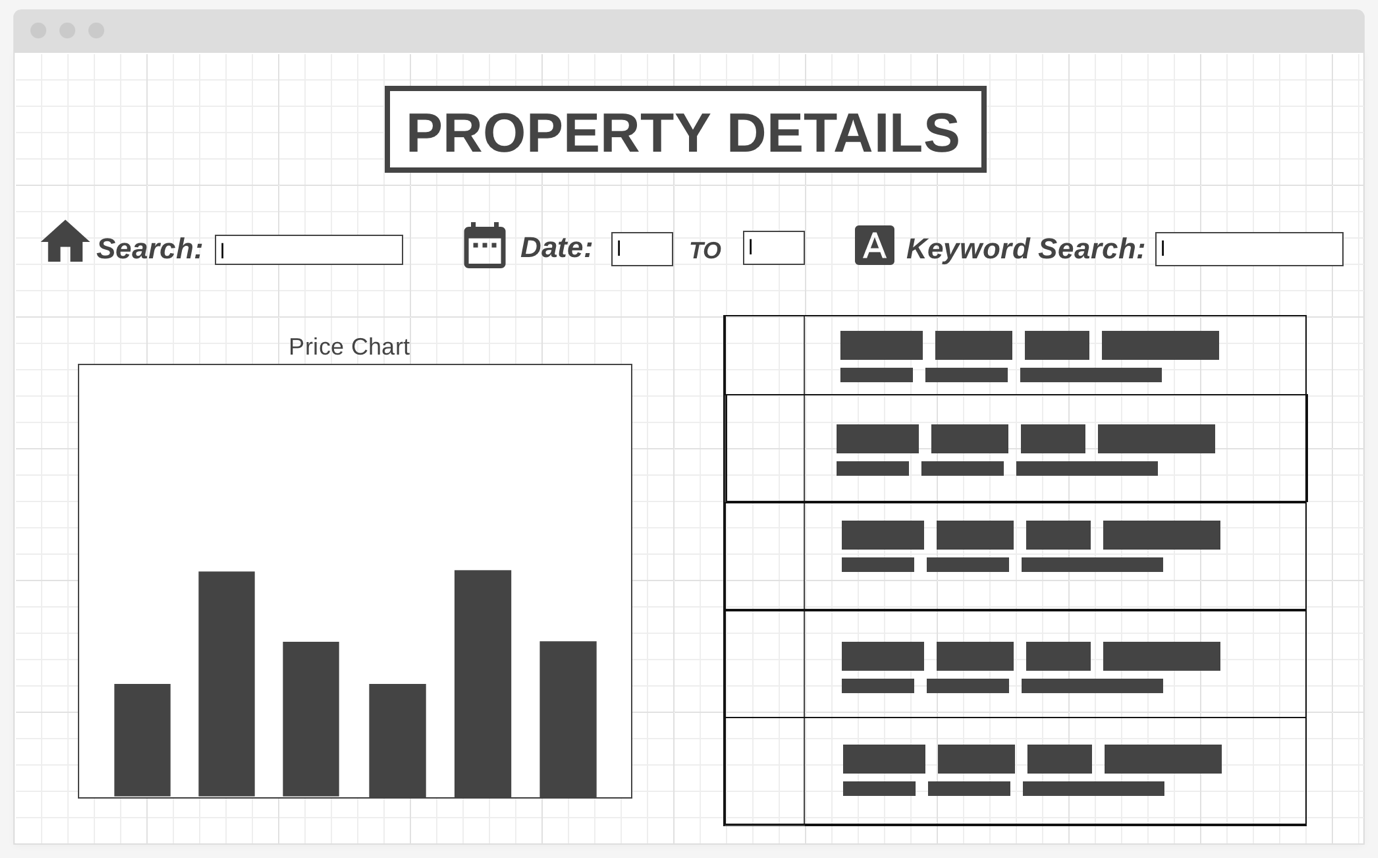 PROPERTY DETAILS
Search:
Date:
TO
A
Keyword Search:
Price Chart